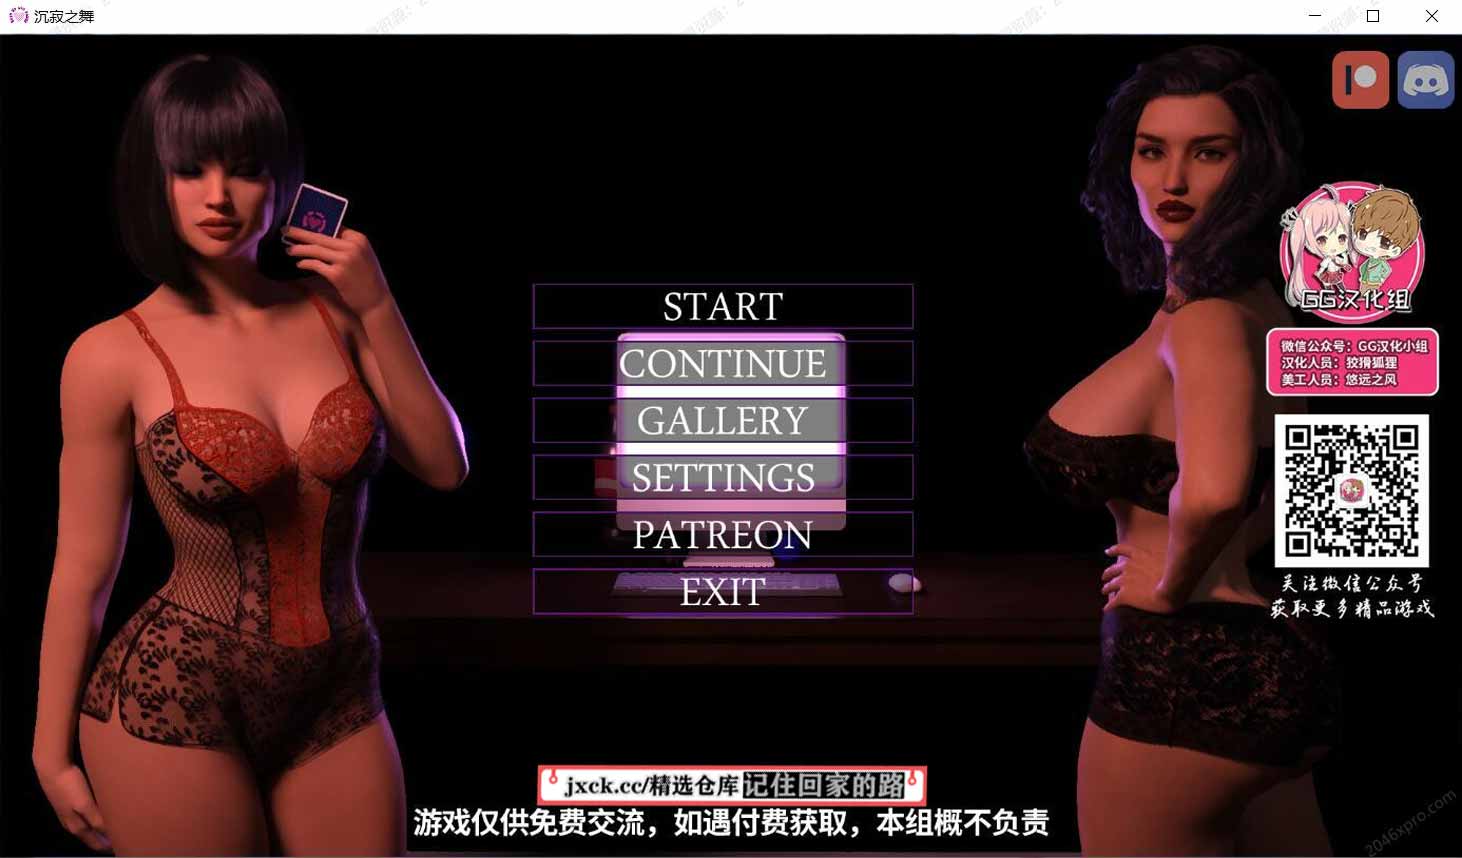 沉寂之舞
START
CONTINUE
GALLERY
SETTINGS
PATREON
EXIT
GG汉化组
微信公众号：GG汉化小组
汉化人员：狡猾狐狸
美工人员：悠远之风
关注微信公众号
获取更多精品游戏
jxck.cc/精选仓库 记住回家的路
游戏仅供免费交流，如遇付费获取，本组概不负责
2046xpro.com